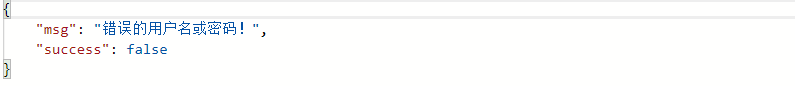 {
    "msg": "错误的用户名或密码！",
    "success": false
}